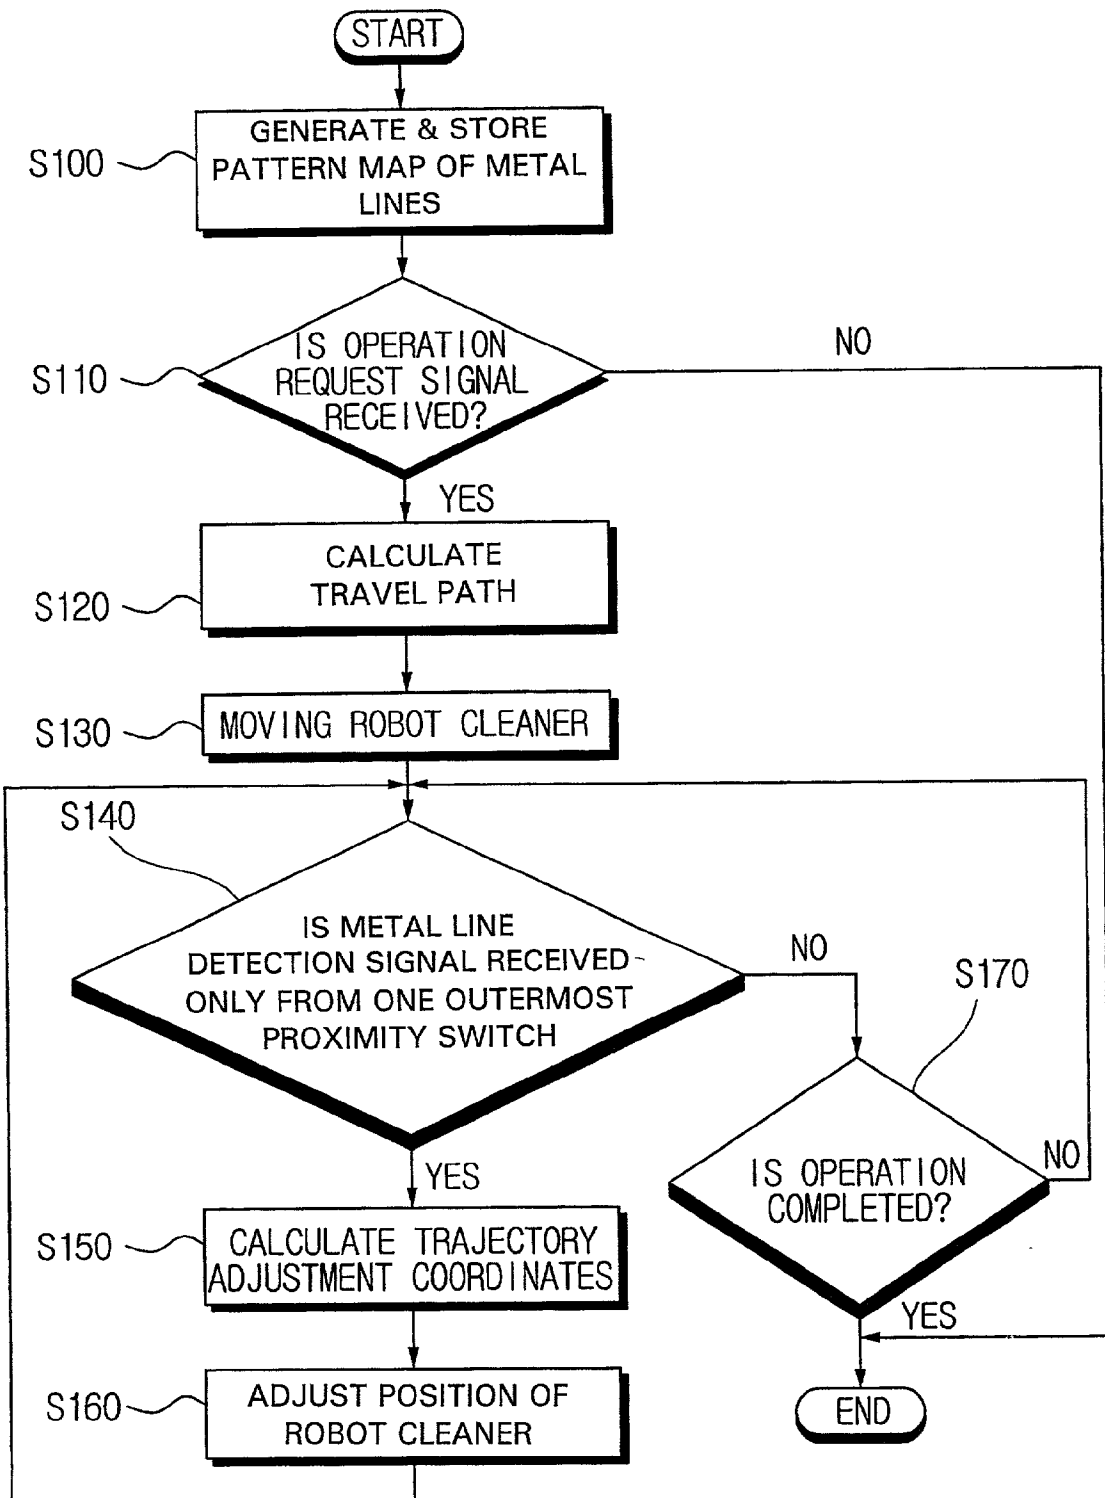 START
S100
GENERATE & STORE
PATTERN MAP OF METAL
LINES
S110
IS OPERATION
REQUEST SIGNAL
RECEIVED?
NO
YES
S120
CALCULATE
TRAVEL PATH
S130
MOVING ROBOT CLEANER
S140
IS METAL LINE
DETECTION SIGNAL RECEIVED
ONLY FROM ONE OUTERMOST
PROXIMITY SWITCH
NO
S170
YES
IS OPERATION
COMPLETED?
NO
S150
CALCULATE TRAJECTORY
ADJUSTMENT COORDINATES
YES
S160
ADJUST POSITION OF
ROBOT CLEANER
END